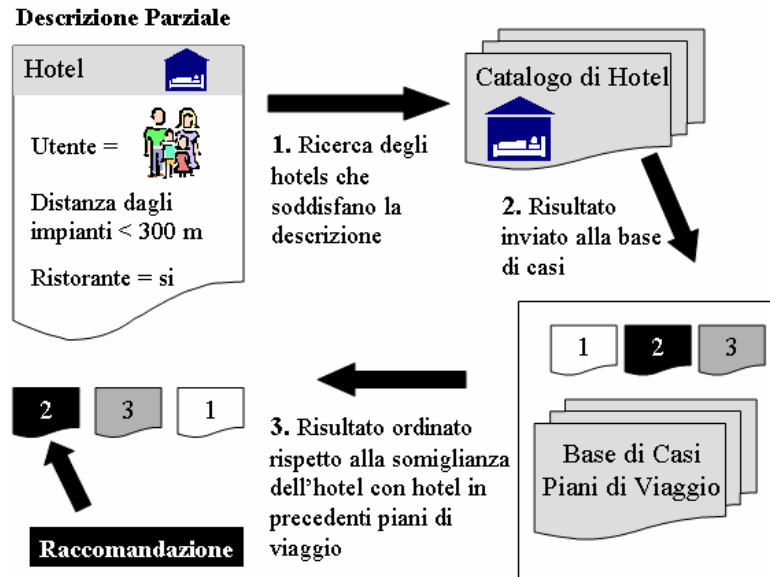 Descrizione Parziale
Hotel
Utente =
Distanza dagli
impianti < 300 m
Ristorante = si
1. Ricerca degli
hotels che
soddisfano la
descrizione
Catalogo di Hotel
2. Risultato
inviato alla base
di casi
1 2 3
Base di Casi
Piani di Viaggio
3. Risultato ordinato
rispetto alla somiglianza
dell'hotel con hotel in
precedenti piani di
viaggio
2 3 1
Raccomandazione